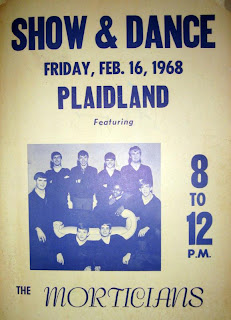 SHOW & DANCE
FRIDAY, FEB. 16, 1968
PLAIDLAND
Featuring
8
TO
12
P.M.
THE MORTICIANS